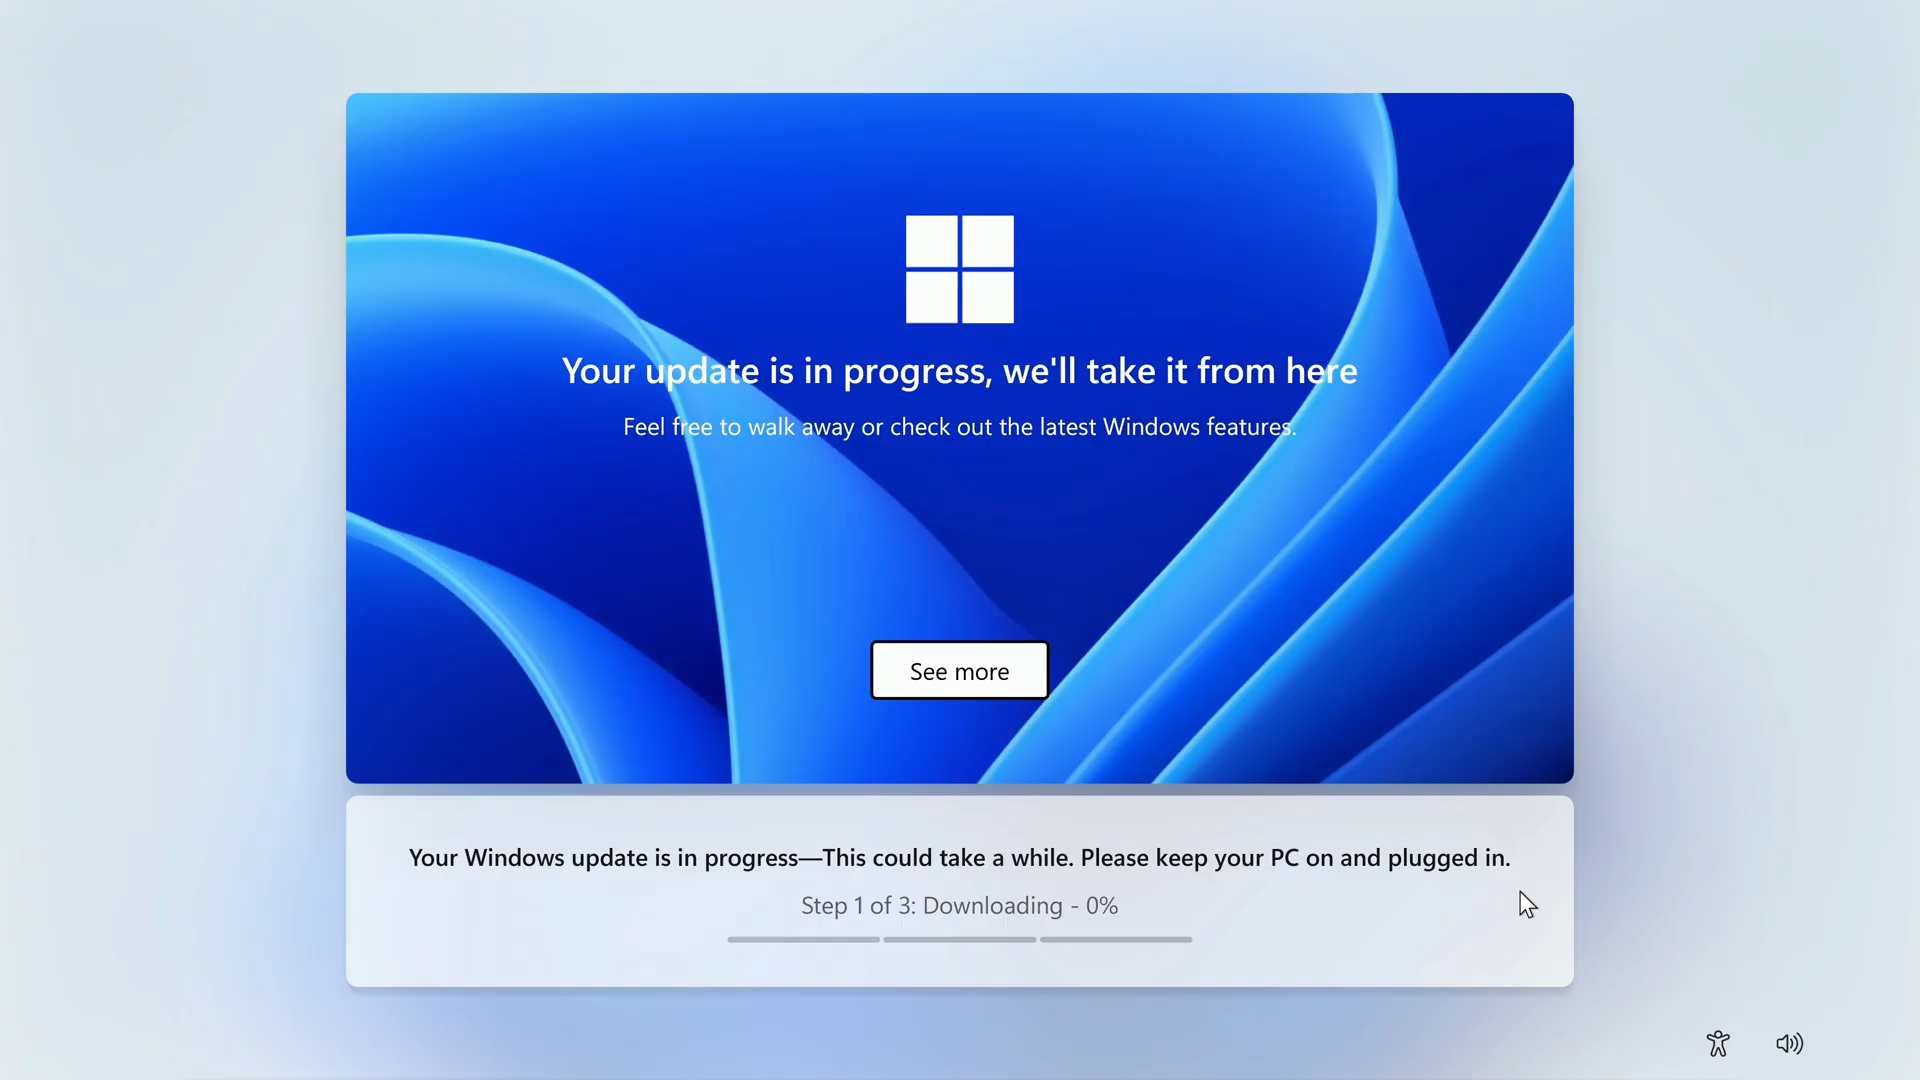 Your update is in progress, we'll take it from here
Feel free to walk away or check out the latest Windows features.
See more
Your Windows update is in progress—This could take a while. Please keep your PC on and plugged in.
Step 1 of 3: Downloading - 0%